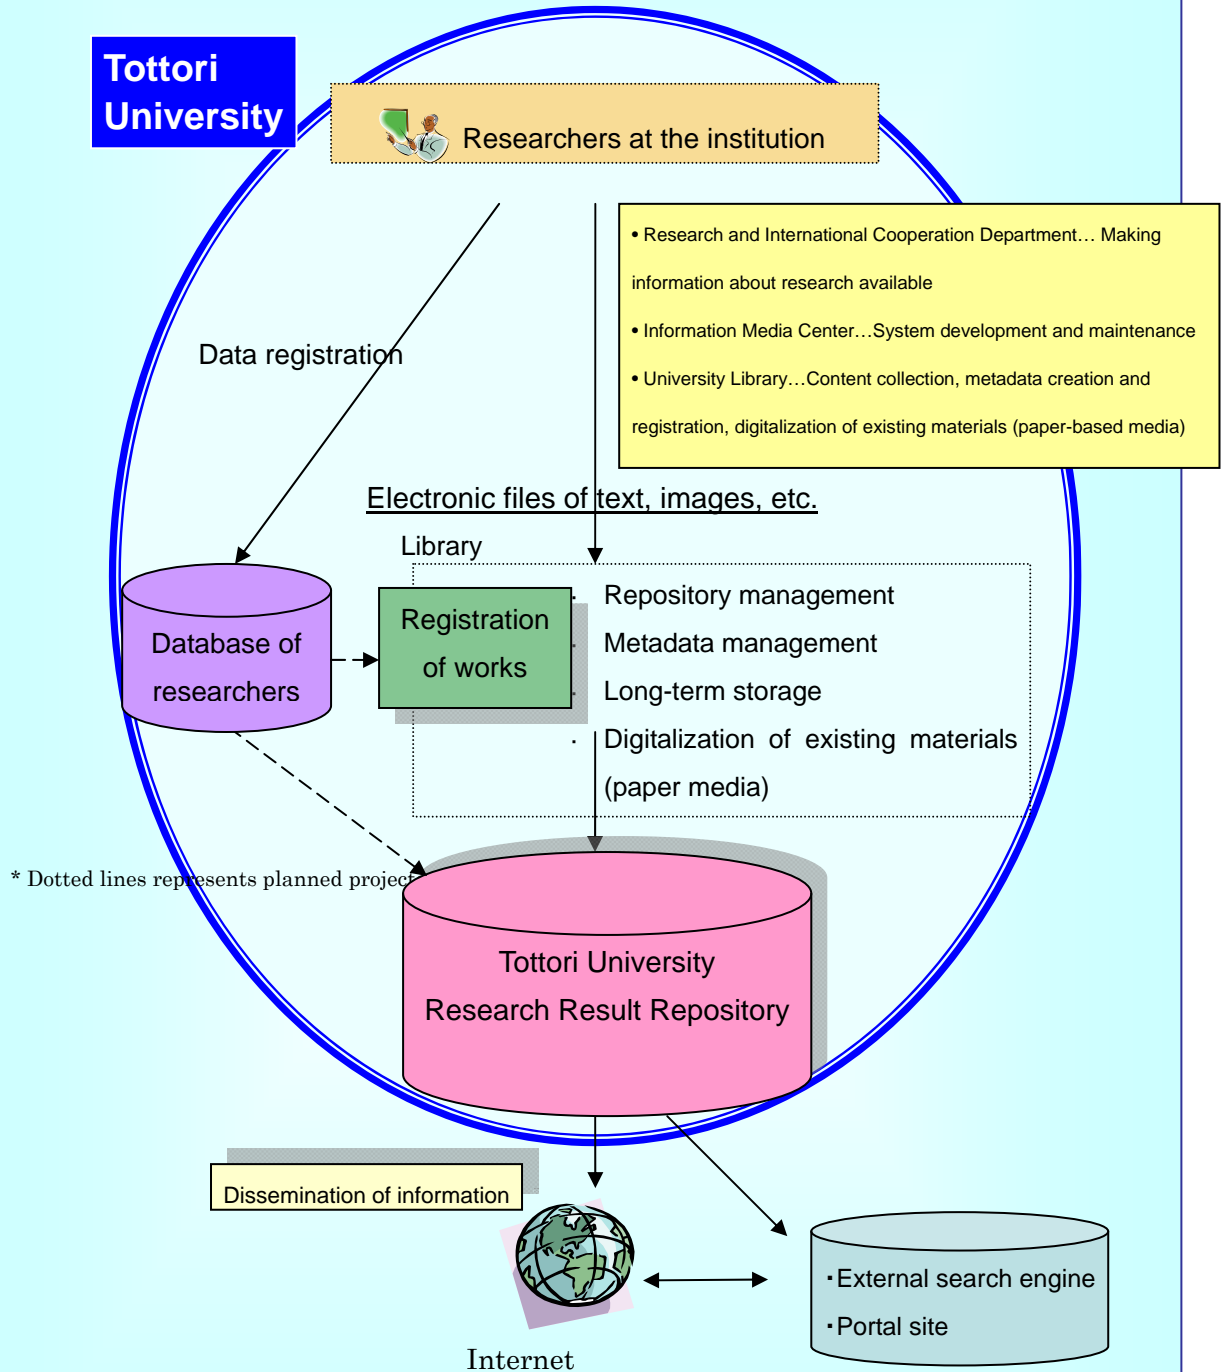 Tottori
University
Researchers at the institution
• Research and International Cooperation Department… Making
information about research available
• Information Media Center…System development and maintenance
• University Library…Content collection, metadata creation and
registration, digitalization of existing materials (paper-based media)
Data registration
Electronic files of text, images, etc.
Library
Database of
researchers
Registration
of works
· Repository management
· Metadata management
· Long-term storage
· Digitalization of existing materials
(paper media)
* Dotted lines represents planned project
Tottori University
Research Result Repository
Dissemination of information
Internet
・External search engine
・Portal site